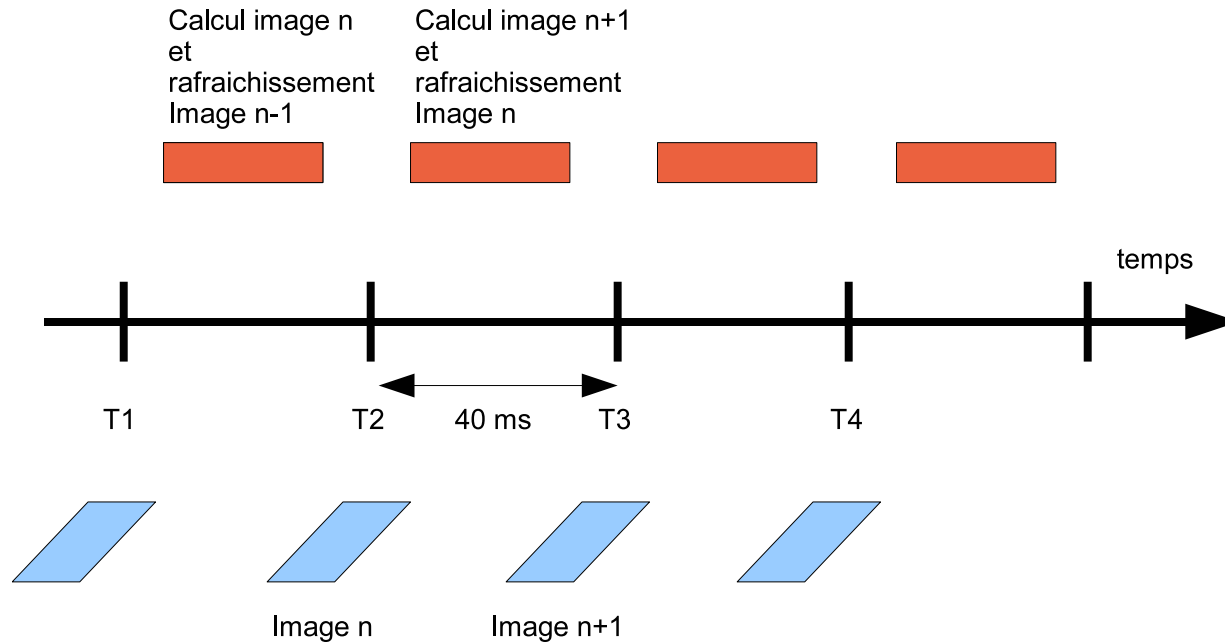 Calcul image n
et
rafraichissement
Image n-1
Calcul image n+1
et
rafraichissement
Image n
temps
T1
T2
40 ms
T3
T4
Image n
Image n+1